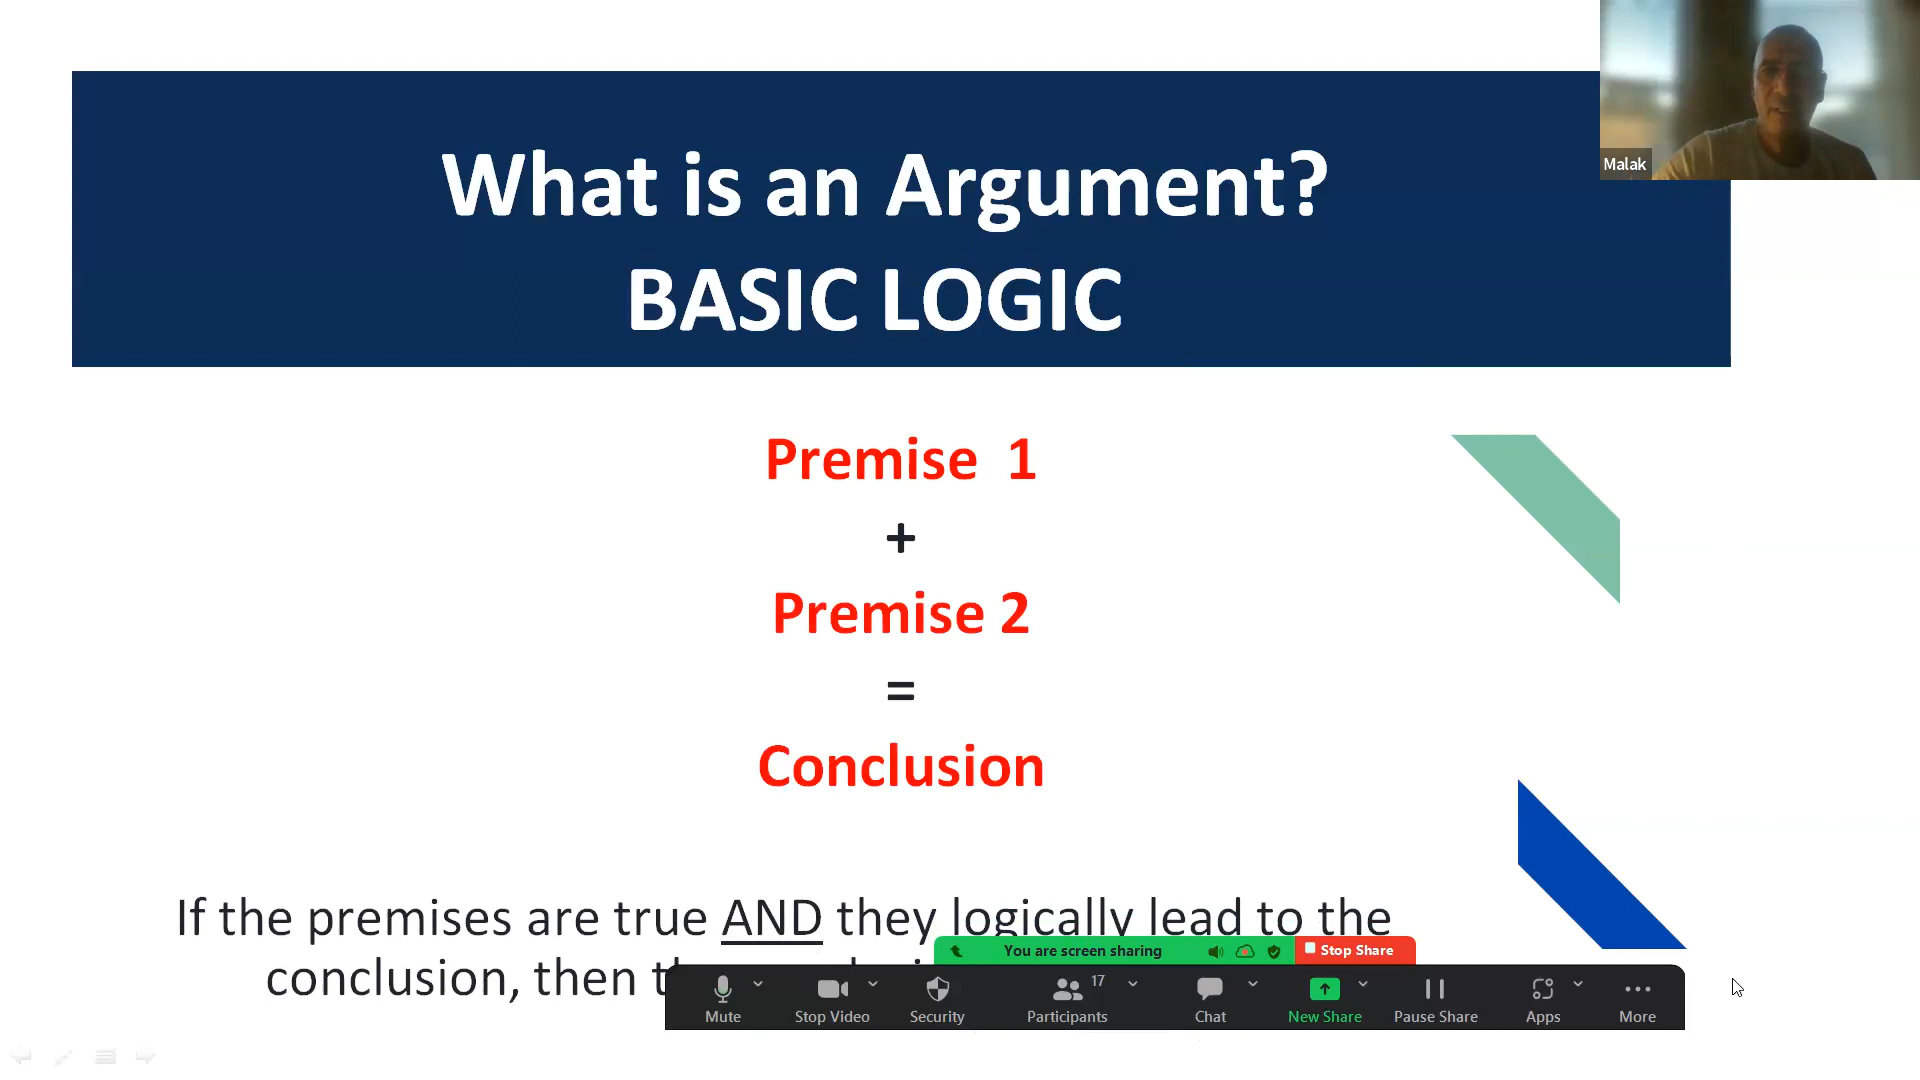 What is an Argument?
BASIC LOGIC
Malak
Premise 1
+
Premise 2
=
Conclusion
If the premises are true AND they logically lead to the
conclusion, then
You are screen sharing
Stop Share
17
Mute
Stop Video
Security
Participants
Chat
New Share
Pause Share
Apps
More